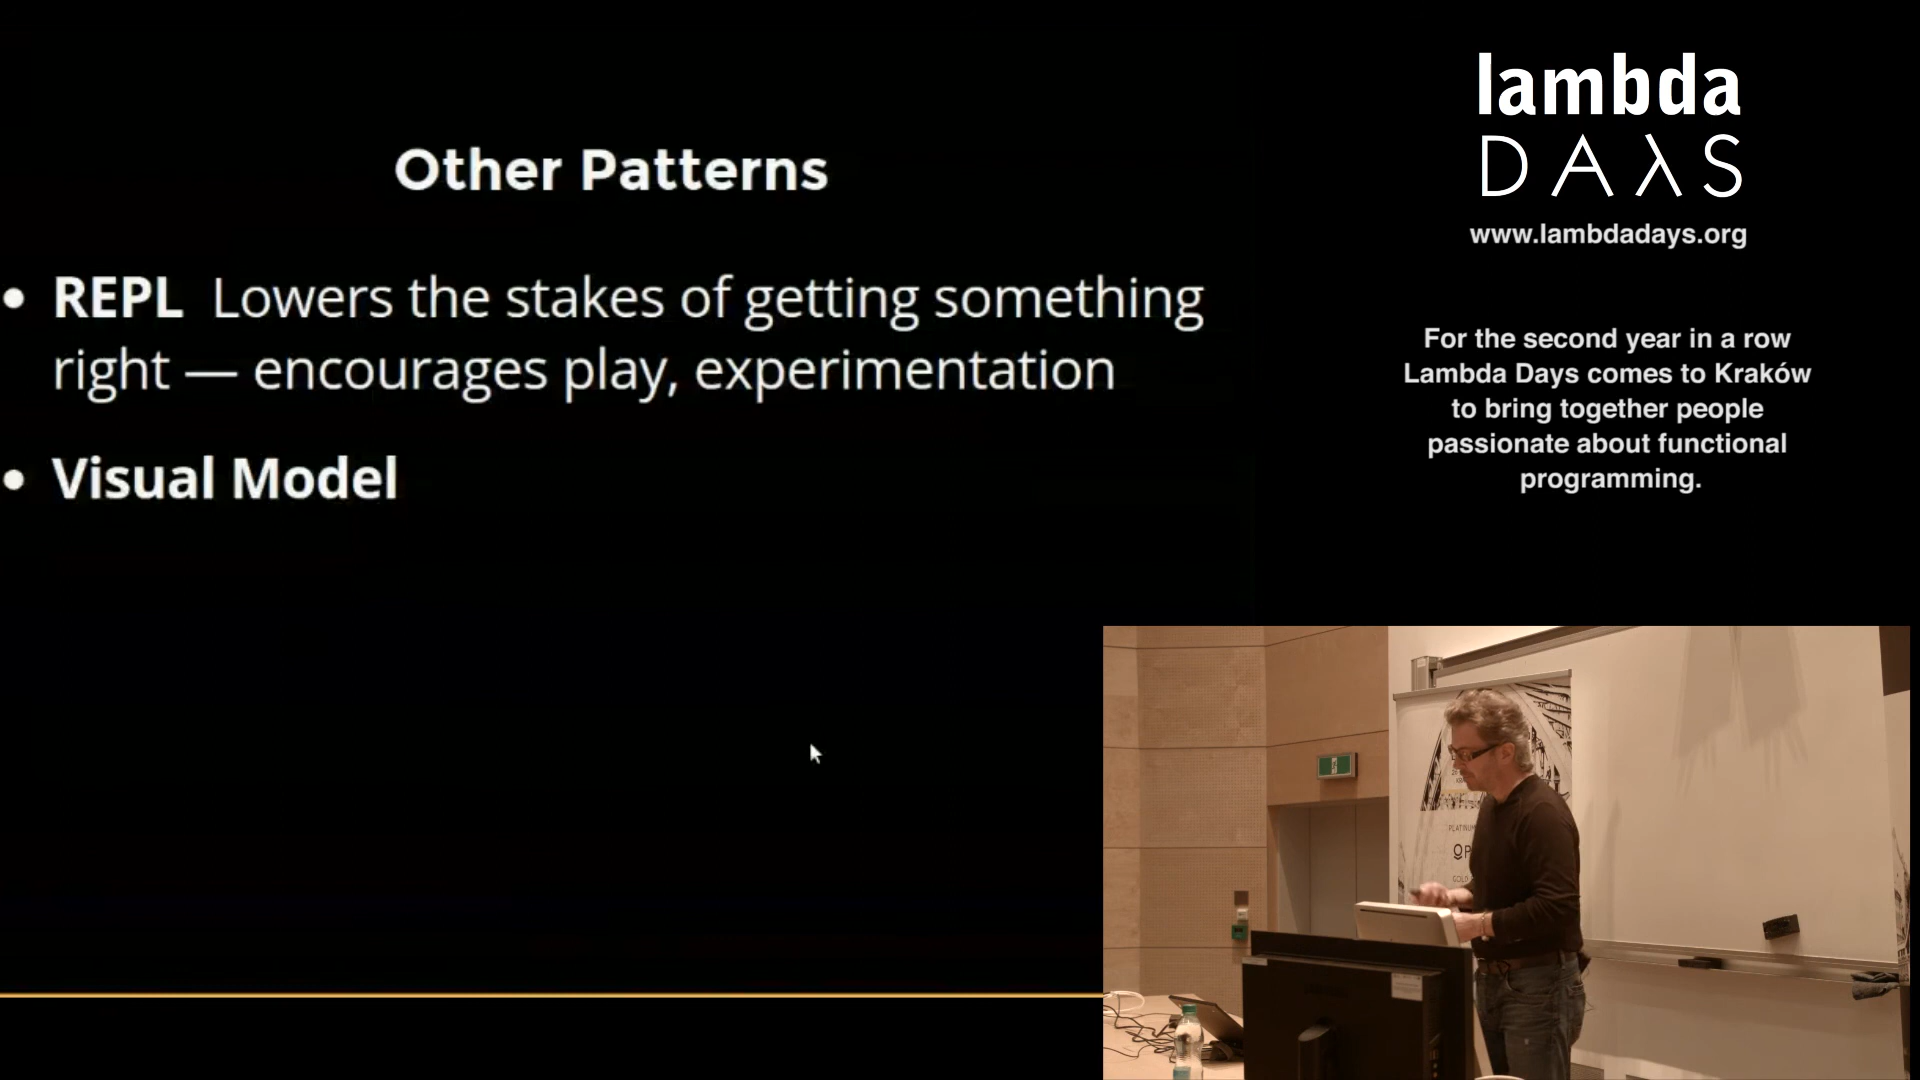 Other Patterns
• REPL Lowers the stakes of getting something
right — encourages play, experimentation
• Visual Model
lambda
DAλS
www.lambdadays.org
For the second year in a row
Lambda Days comes to Kraków
to bring together people
passionate about functional
programming.
PLATINUM
GOLD